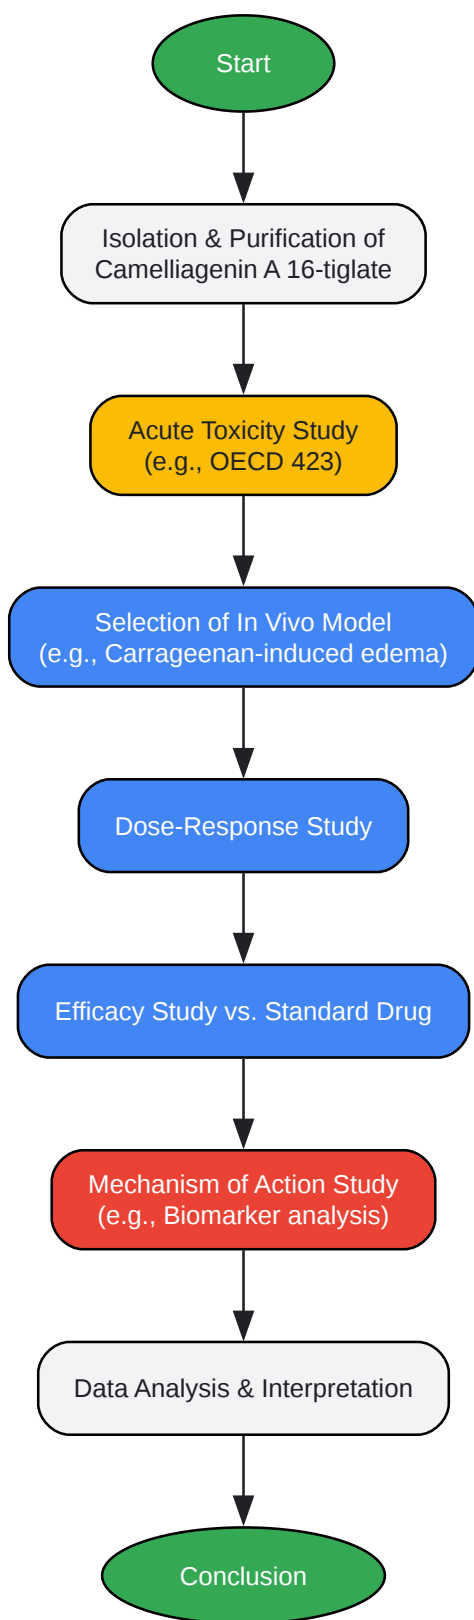 Start
Isolation & Purification of
Camelliagenin A 16-tiglate
Acute Toxicity Study
(e.g., OECD 423)
Selection of In Vivo Model
(e.g., Carrageenan-induced edema)
Dose-Response Study
Efficacy Study vs. Standard Drug
Mechanism of Action Study
(e.g., Biomarker analysis)
Data Analysis & Interpretation
Conclusion